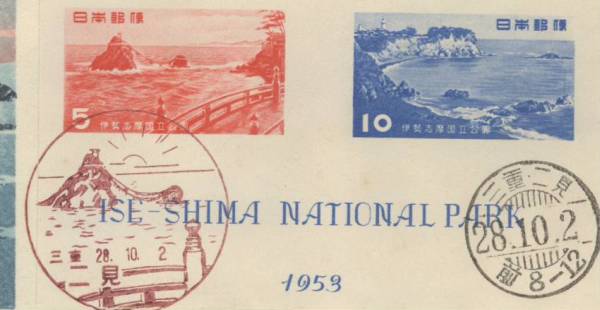 日本郵便
5
伊勢志摩国立公園
日本郵便
10
伊勢志摩国立公園
ISE-SHIMA NATIONAL PARK
1953
三重 28. 10. 2
二見
三重・二見
28.10.2
前 8-12